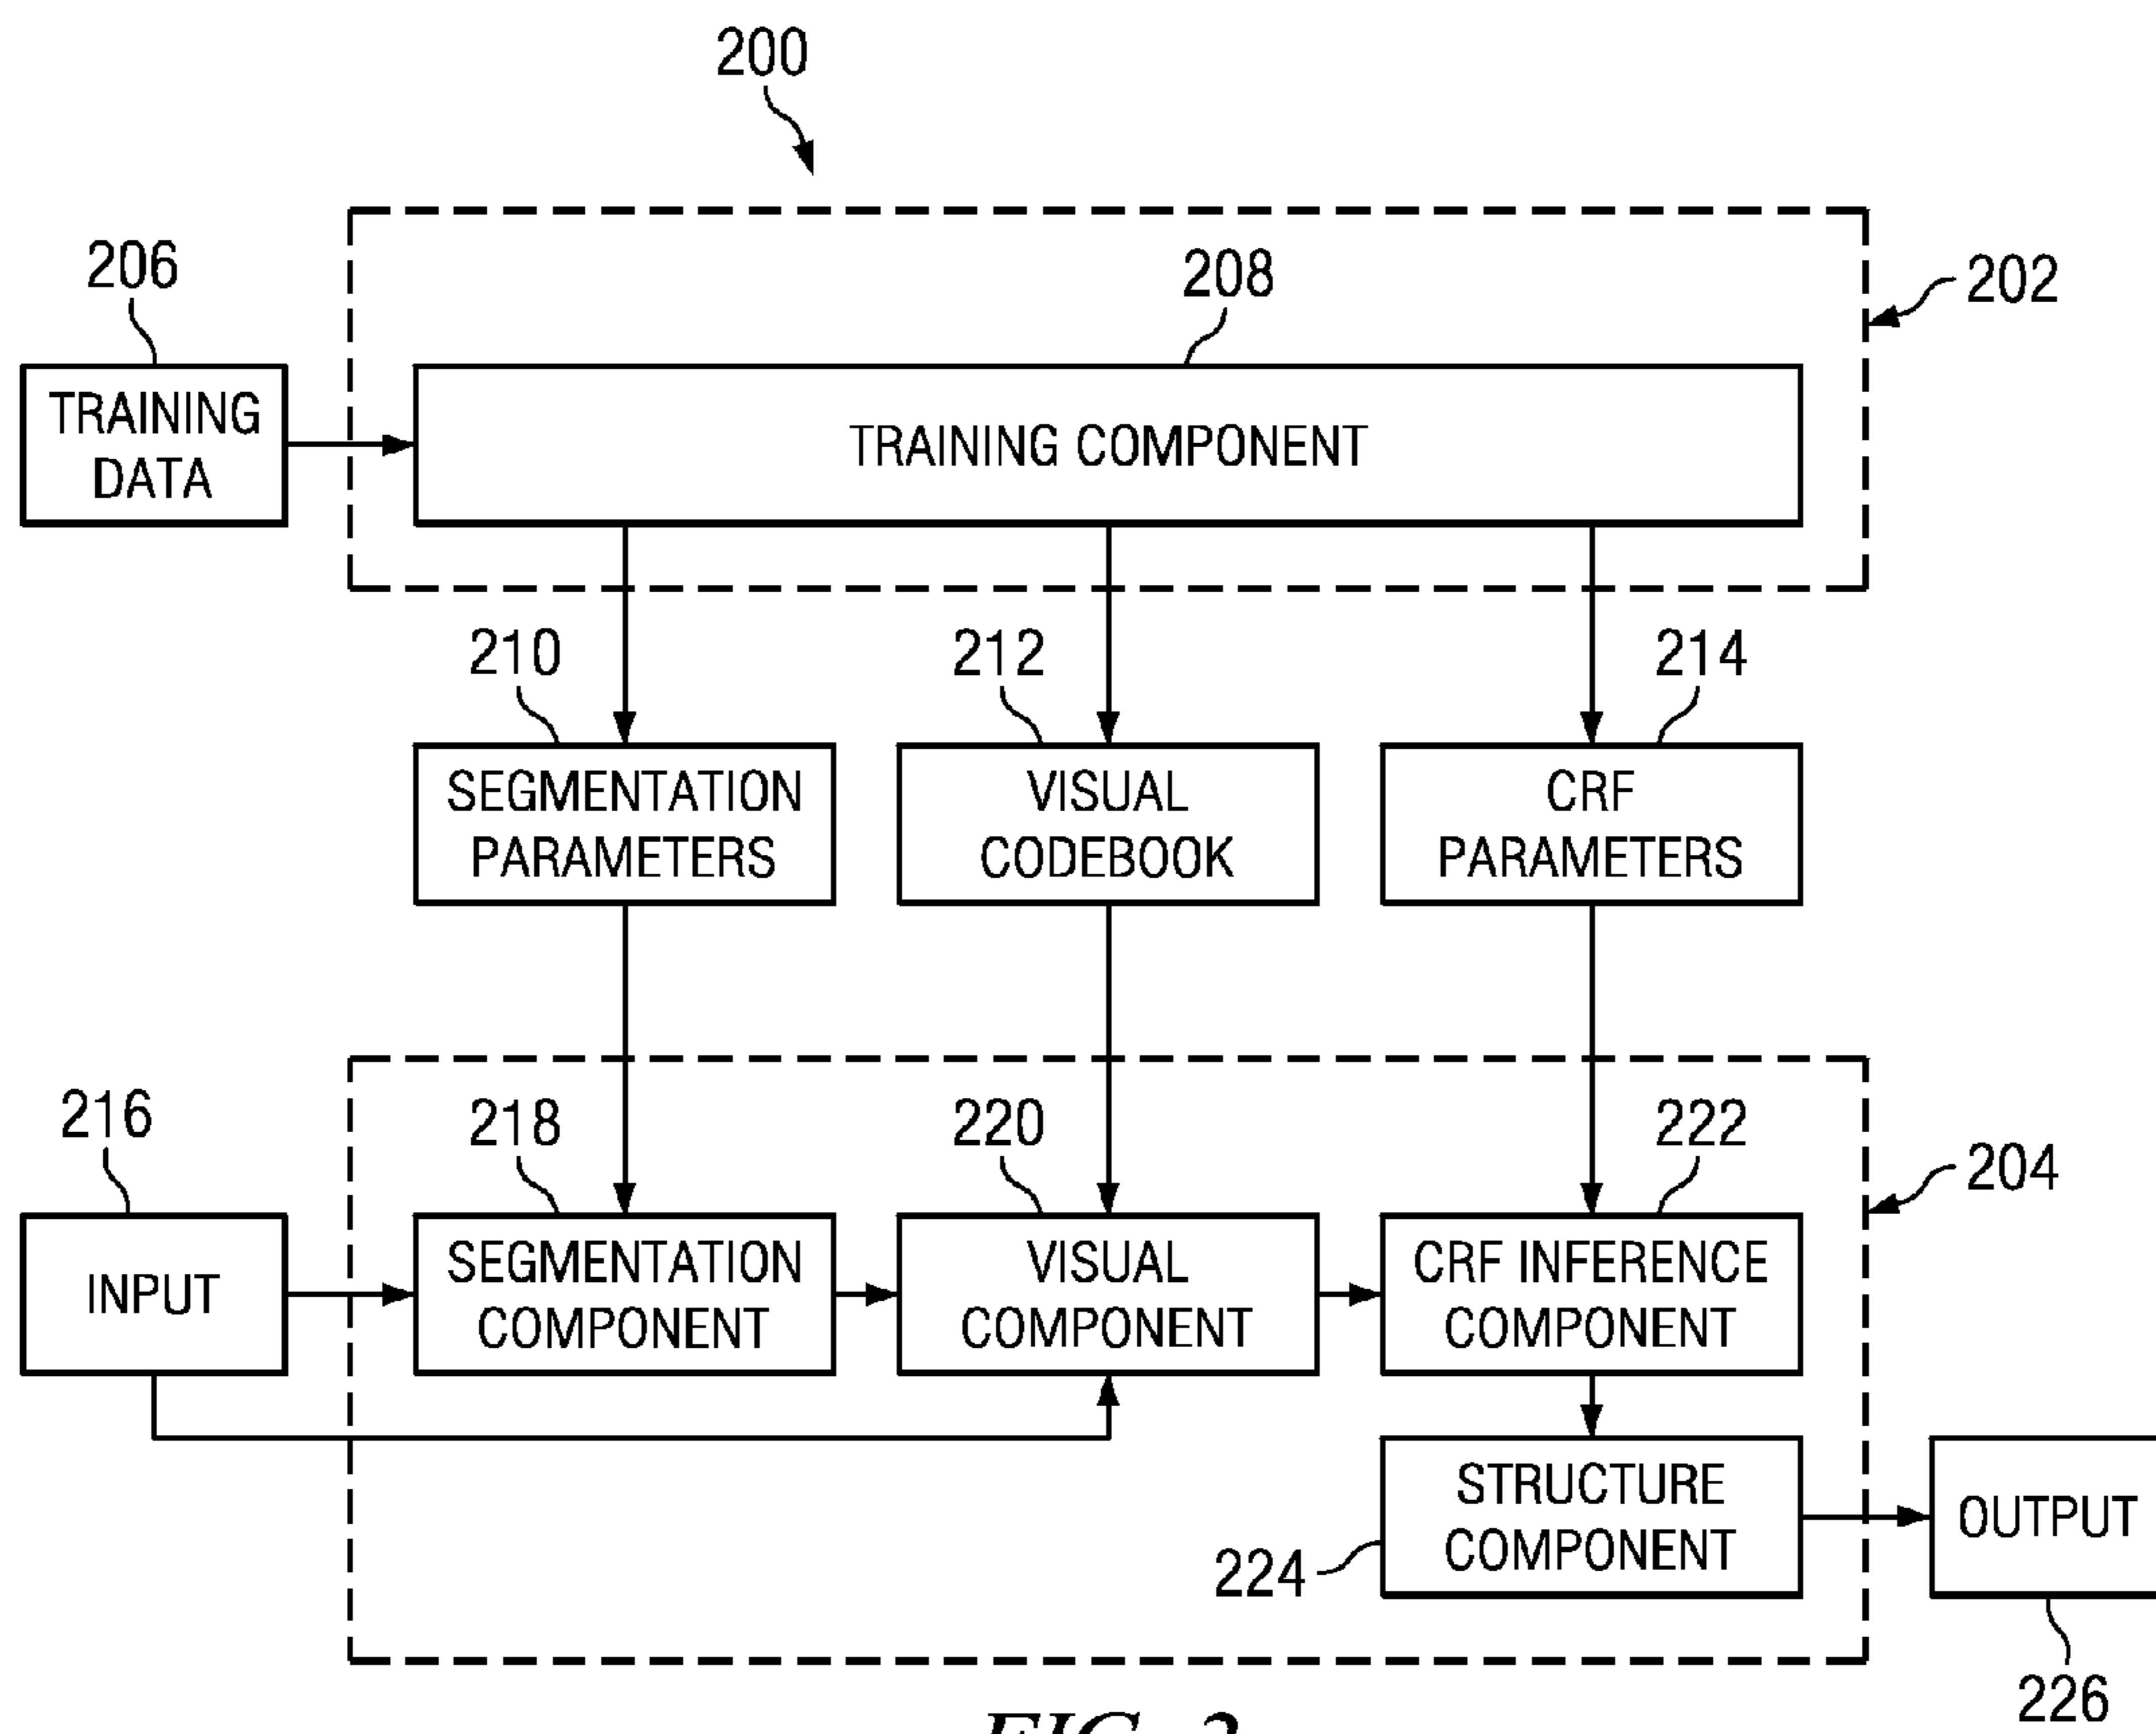 200
206
208
202
TRAINING
DATA
TRAINING COMPONENT
210
212
214
SEGMENTATION
PARAMETERS
VISUAL
CODEBOOK
CRF
PARAMETERS
216
218
220
222
204
INPUT
SEGMENTATION
COMPONENT
VISUAL
COMPONENT
CRF INFERENCE
COMPONENT
STRUCTURE
COMPONENT
224
OUTPUT
226